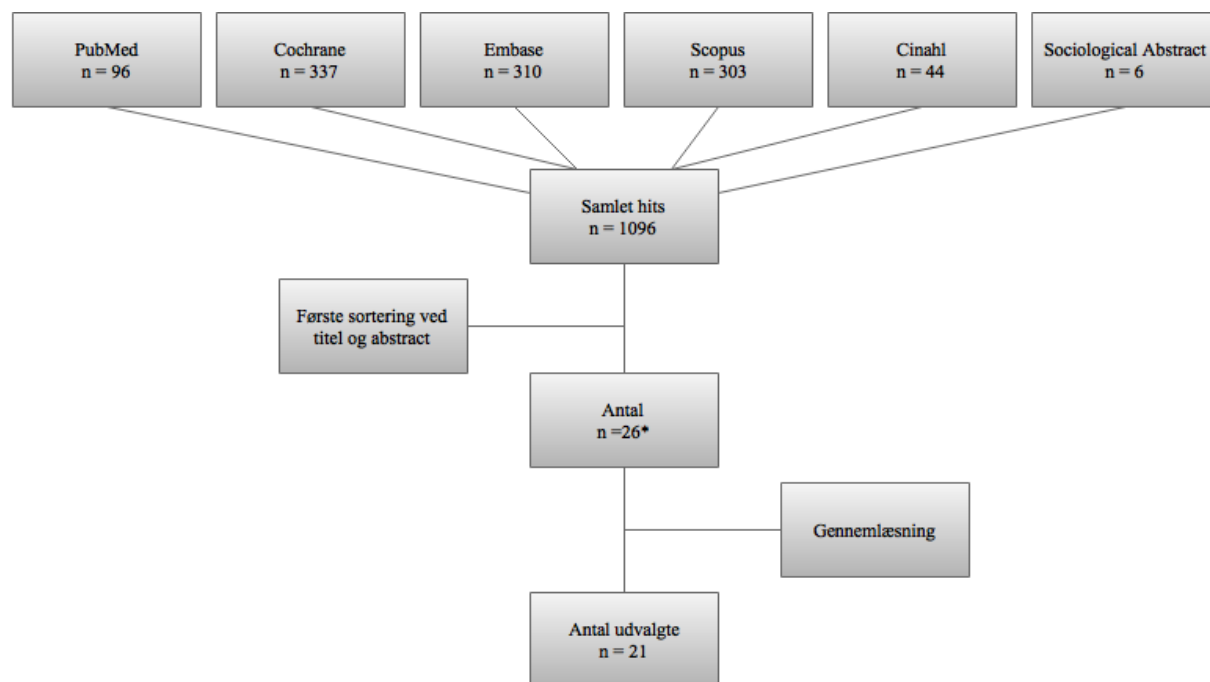 PubMed
n = 96
Cochrane
n = 337
Embase
n = 310
Scopus
n = 303
Cinahl
n = 44
Sociological Abstract
n = 6
Samlet hits
n = 1096
Første sortering ved
titel og abstract
Antal
n =26*
Gennemlæsning
Antal udvalgte
n = 21